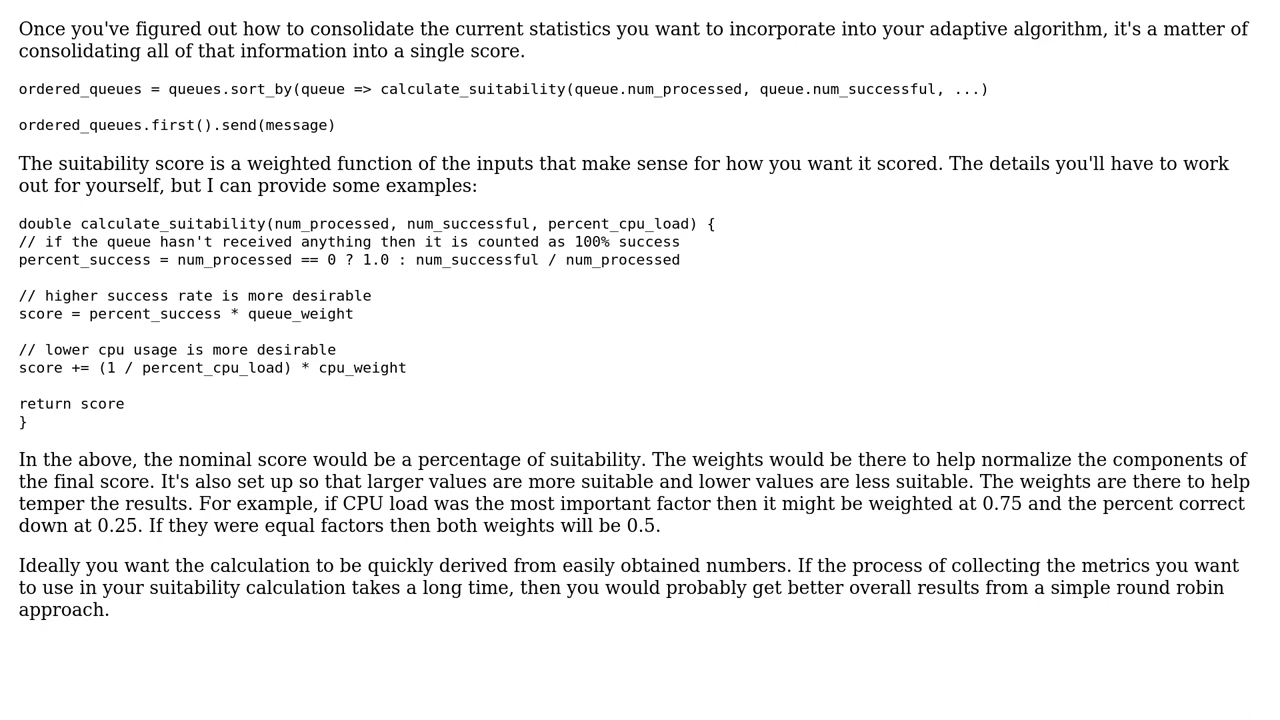 Once you've figured out how to consolidate the current statistics you want to incorporate into your adaptive algorithm, it's a matter of
consolidating all of that information into a single score.
ordered_queues = queues.sort_by(queue => calculate_suitability(queue.num_processed, queue.num_successful, ...)
ordered_queues.first().send(message)
The suitability score is a weighted function of the inputs that make sense for how you want it scored. The details you'll have to work
out for yourself, but I can provide some examples:
double calculate_suitability(num_processed, num_successful, percent_cpu_load) {
// if the queue hasn't received anything then it is counted as 100% success
percent_success = num_processed == 0 ? 1.0 : num_successful / num_processed
// higher success rate is more desirable
score = percent_success * queue_weight
// lower cpu usage is more desirable
score += (1 / percent_cpu_load) * cpu_weight
return score
}
In the above, the nominal score would be a percentage of suitability. The weights would be there to help normalize the components of
the final score. It's also set up so that larger values are more suitable and lower values are less suitable. The weights are there to help
temper the results. For example, if CPU load was the most important factor then it might be weighted at 0.75 and the percent correct
down at 0.25. If they were equal factors then both weights will be 0.5.
Ideally you want the calculation to be quickly derived from easily obtained numbers. If the process of collecting the metrics you want
to use in your suitability calculation takes a long time, then you would probably get better overall results from a simple round robin
approach.